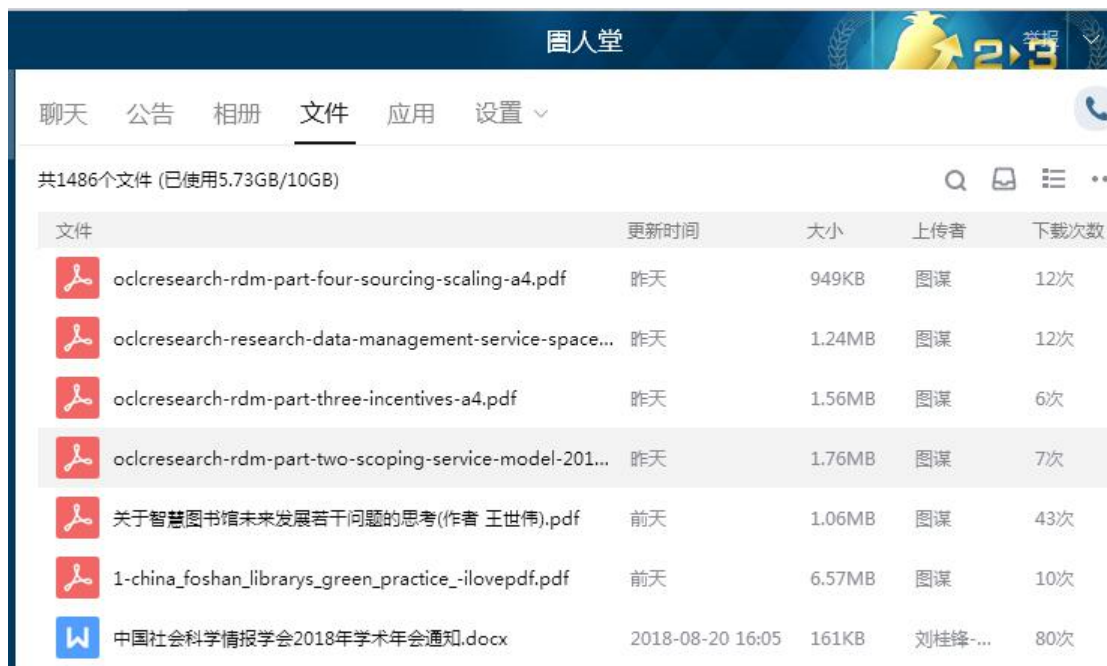 圕人堂
2 3
举报
聊天 公告 相册 文件 应用 设置
共1486个文件 (已使用5.73GB/10GB)
文件 更新时间 大小 上传者 下载次数
oclcresearch-rdm-part-four-sourcing-scaling-a4.pdf 昨天 949KB 图谋 12次
oclcresearch-research-data-management-service-space... 昨天 1.24MB 图谋 12次
oclcresearch-rdm-part-three-incentives-a4.pdf 昨天 1.56MB 图谋 6次
oclcresearch-rdm-part-two-scoping-service-model-201... 昨天 1.76MB 图谋 7次
关于智慧图书馆未来发展若干问题的思考(作者 王世伟).pdf 前天 1.06MB 图谋 43次
1-china_foshan_librarys_green_practice_-ilovepdf.pdf 前天 6.57MB 图谋 10次
中国社会科学情报学会2018年学术年会通知.docx 2018-08-20 16:05 161KB 刘桂锋-... 80次